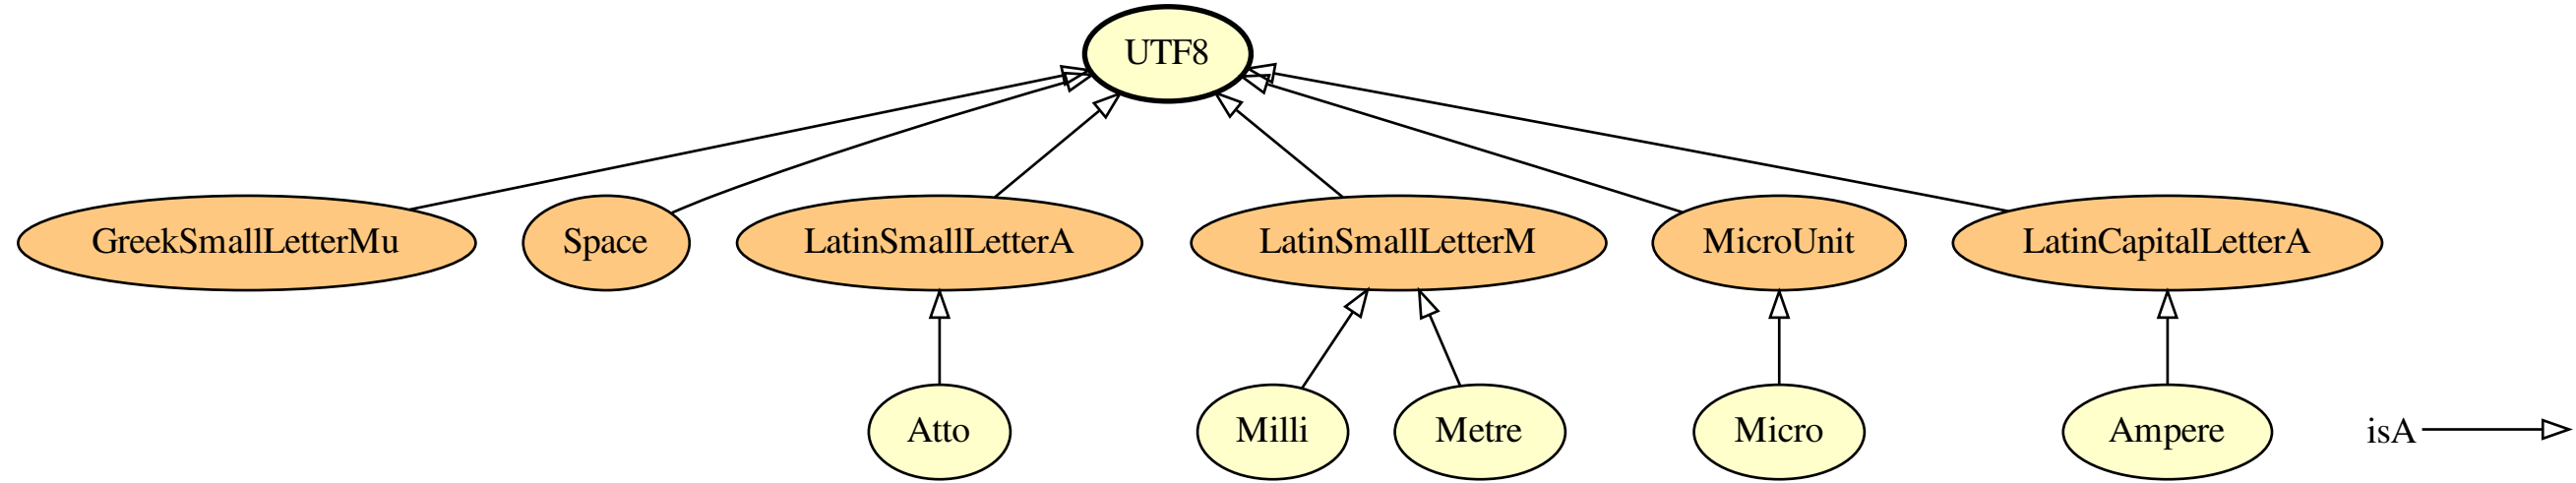 UTF8
GreekSmallLetterMu
Space
LatinSmallLetterA
LatinSmallLetterM
MicroUnit
LatinCapitalLetterA
Atto
Milli
Metre
Micro
Ampere
isA